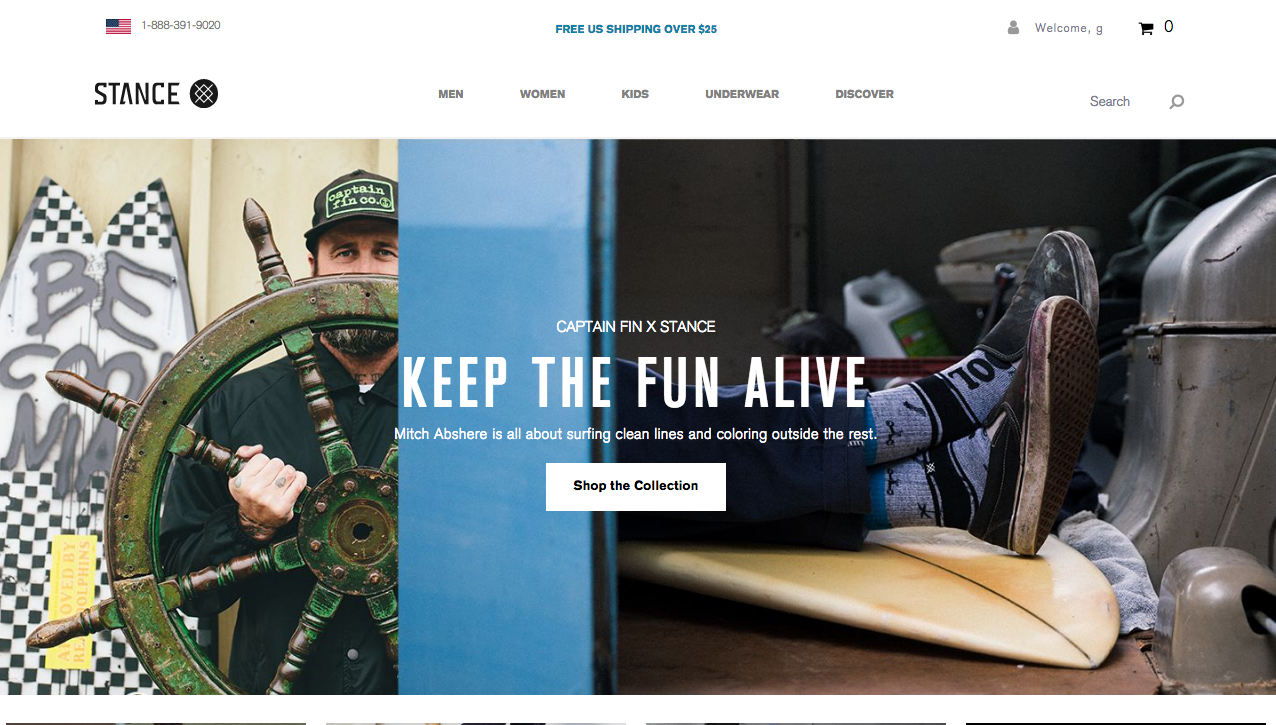 1-888-391-9020
FREE US SHIPPING OVER $25
Welcome, g
0
STANCE
MEN
WOMEN
KIDS
UNDERWEAR
DISCOVER
Search
captain
fin co.
BE
CAPTAIN FIN X STANCE
KEEP THE FUN ALIVE
Mitch Abshere is all about surfing clean lines and coloring outside the rest.
Shop the Collection